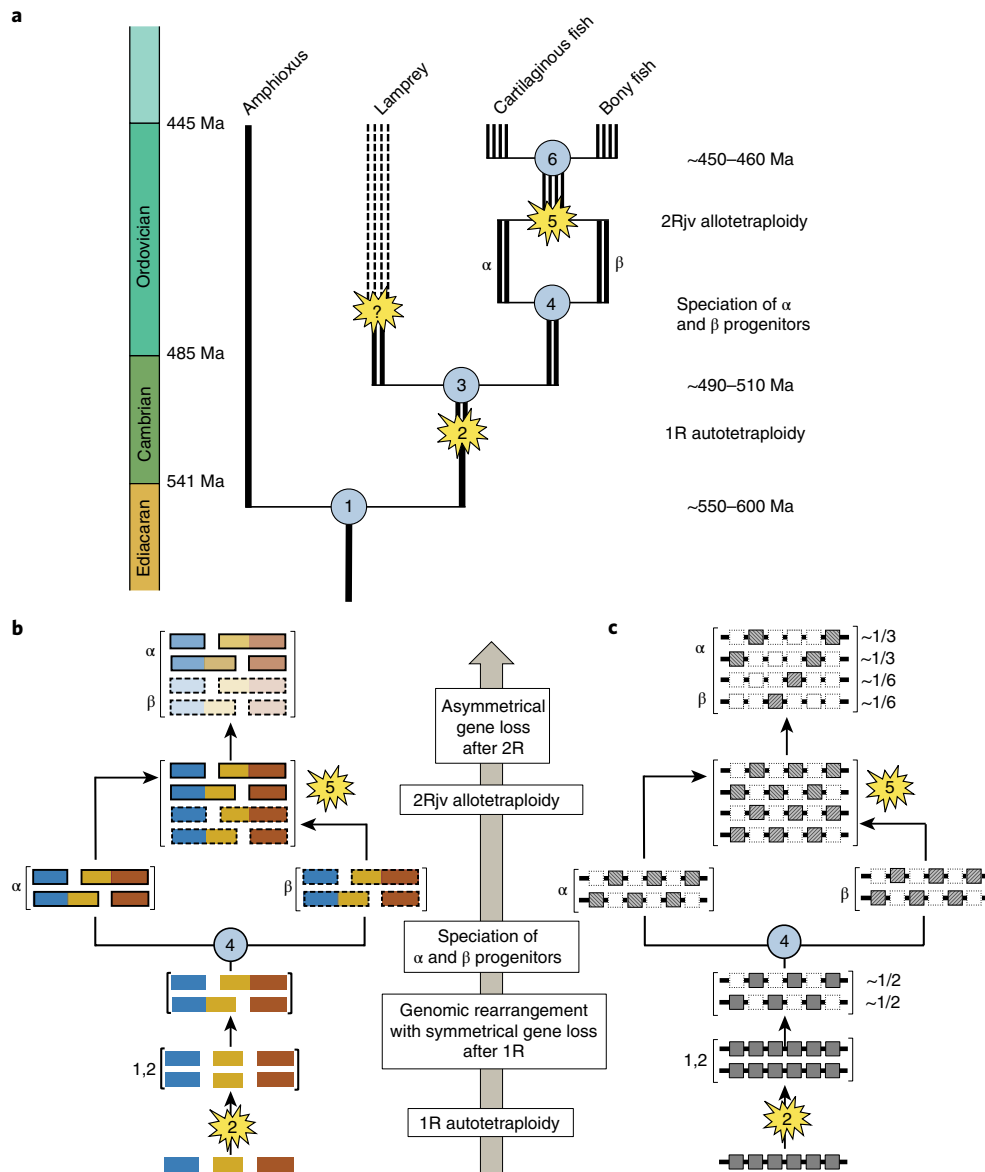 a
Amphioxus
Lamprey
Cartilaginous fish
Bony fish
445 Ma
Ordovician
6
~450–460 Ma
5
2Rjv allotetraploidy
α
β
?
4
Speciation of α
and β progenitors
485 Ma
Cambrian
3
~490–510 Ma
2
1R autotetraploidy
541 Ma
Ediacaran
1
~550–600 Ma
b
α
β
5
α
β
4
1,2
2
Asymmetrical
gene loss
after 2R
2Rjv allotetraploidy
Speciation of
α and β progenitors
Genomic rearrangement
with symmetrical gene loss
after 1R
1R autotetraploidy
c
α
β
~1/3
~1/3
~1/6
~1/6
5
α
β
4
~1/2
~1/2
1,2
2